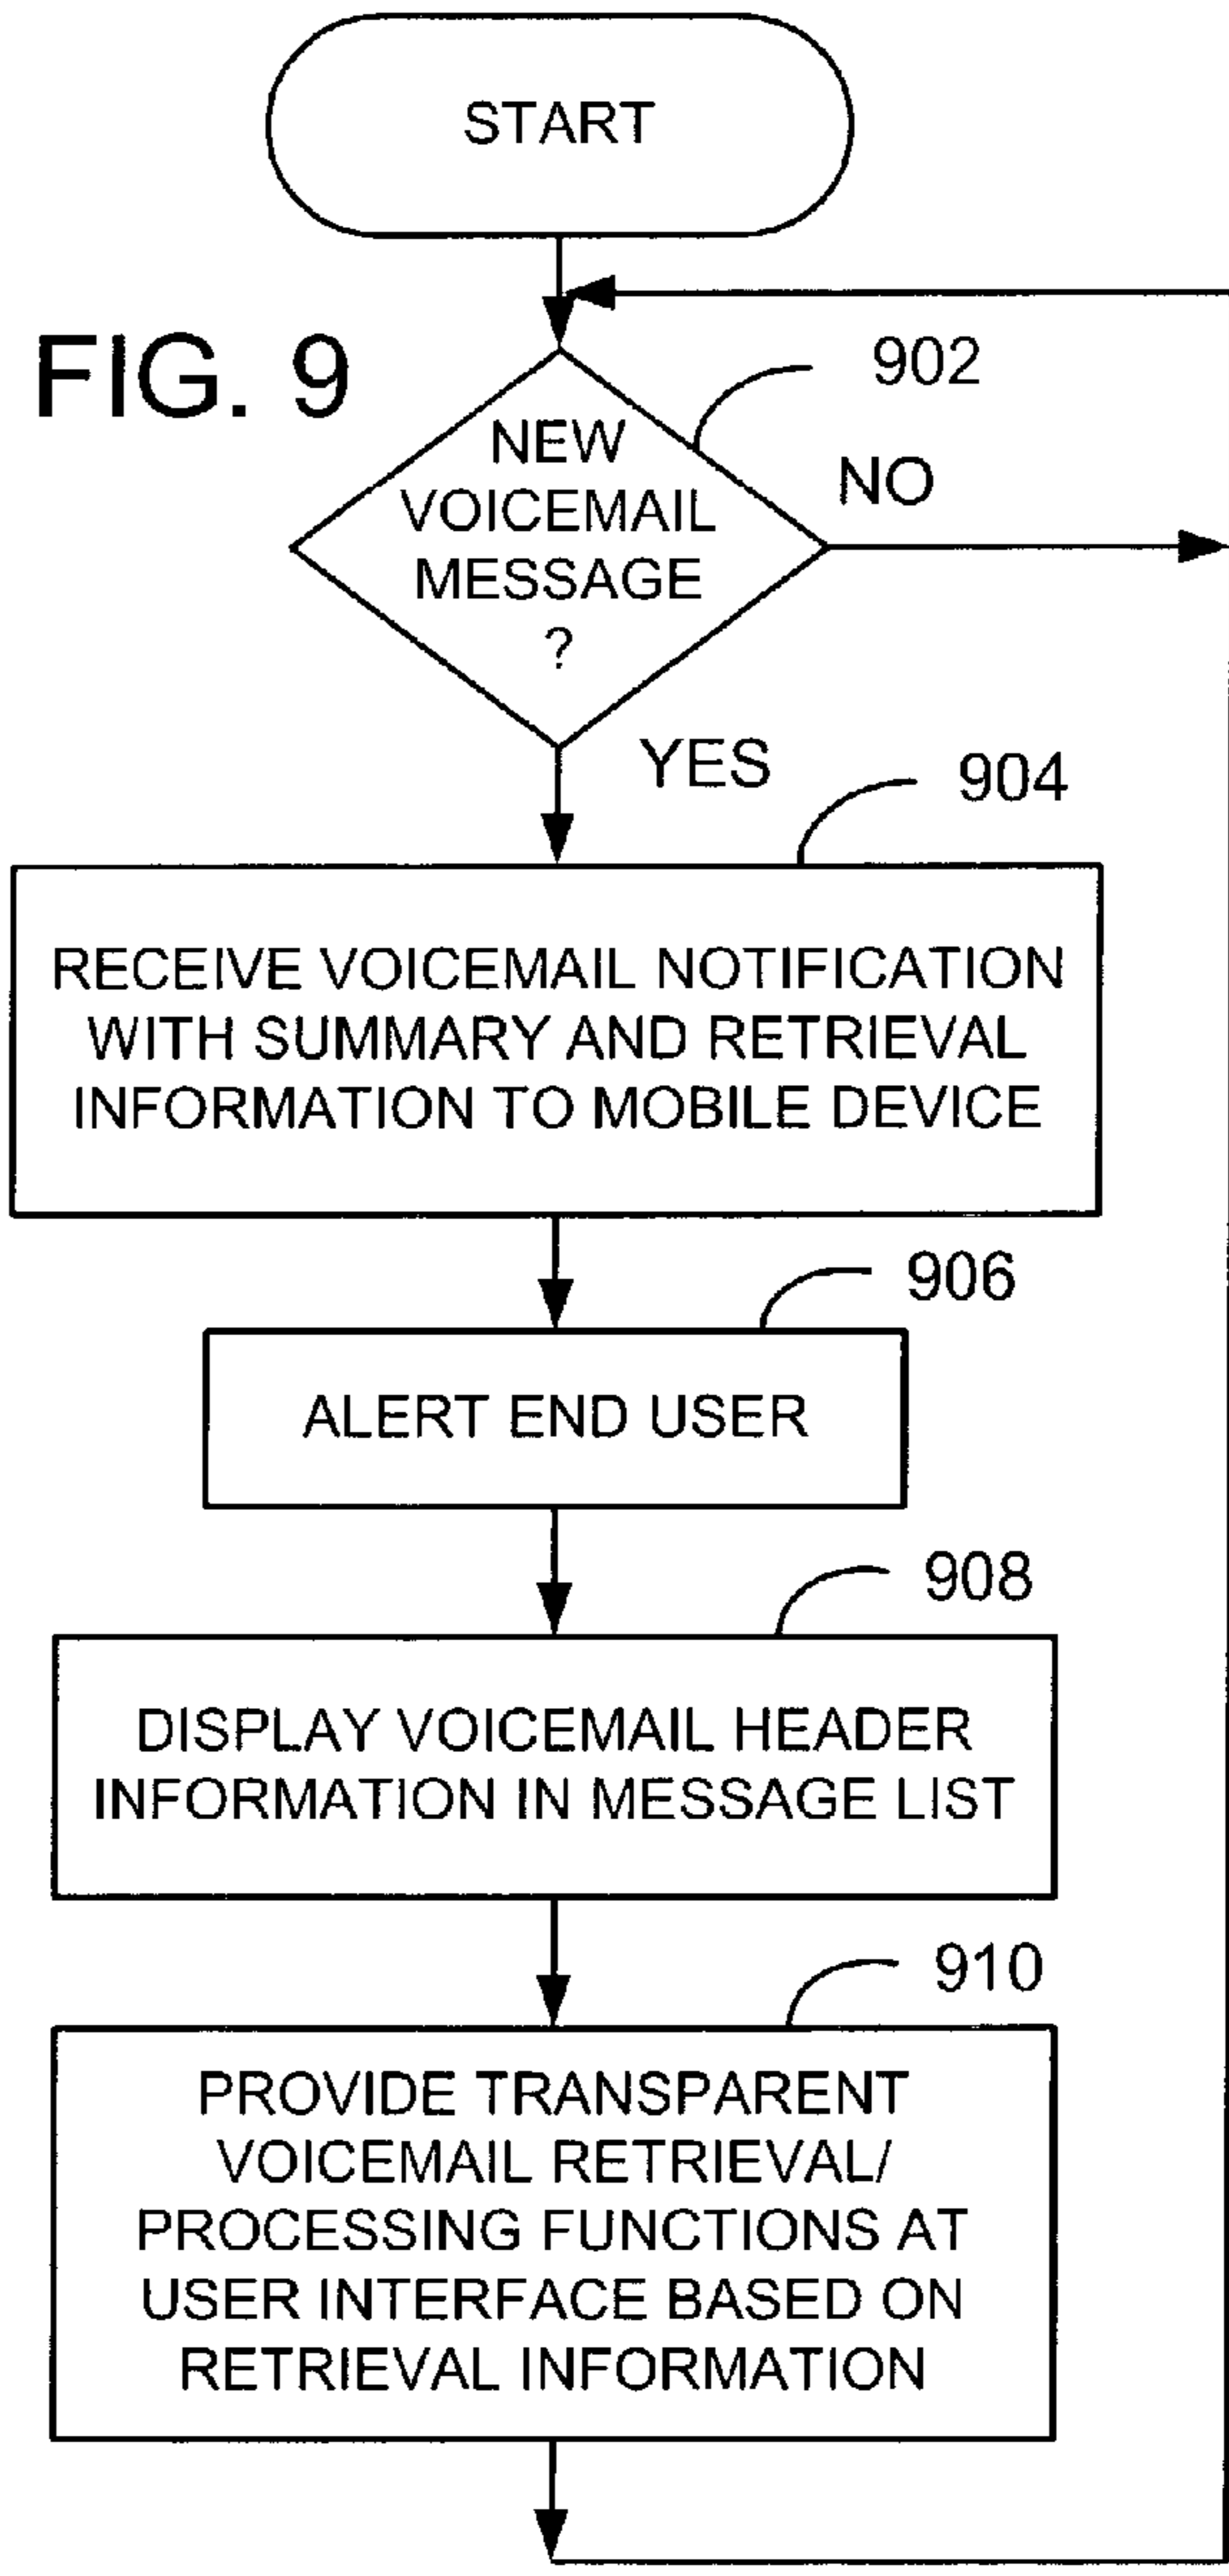 START
FIG. 9
902
NEW
VOICEMAIL
MESSAGE
?
NO
YES
904
RECEIVE VOICEMAIL NOTIFICATION
WITH SUMMARY AND RETRIEVAL
INFORMATION TO MOBILE DEVICE
906
ALERT END USER
908
DISPLAY VOICEMAIL HEADER
INFORMATION IN MESSAGE LIST
910
PROVIDE TRANSPARENT
VOICEMAIL RETRIEVAL/
PROCESSING FUNCTIONS AT
USER INTERFACE BASED ON
RETRIEVAL INFORMATION